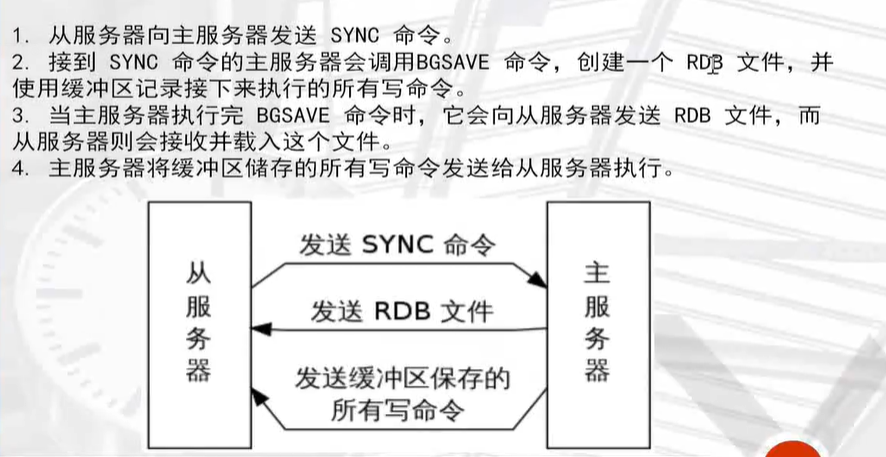 1. 从服务器向主服务器发送 SYNC 命令。
2. 接到 SYNC 命令的主服务器会调用BGSAVE 命令，创建一个 RDB 文件，并
使用缓冲区记录接下来执行的所有写命令。
3. 当主服务器执行完 BGSAVE 命令时，它会向从服务器发送 RDB 文件，而
从服务器则会接收并载入这个文件。
4. 主服务器将缓冲区储存的所有写命令发送给从服务器执行。
从服务器
发送 SYNC 命令
发送 RDB 文件
发送缓冲区保存的
所有写命令
主服务器